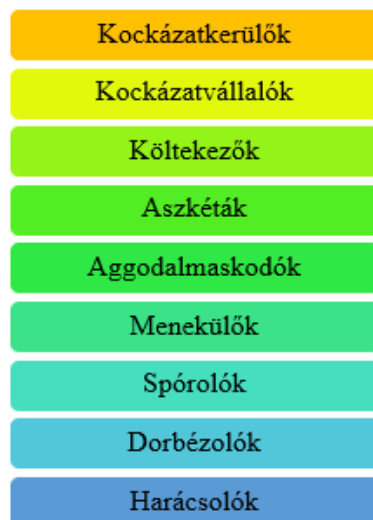 Kockázatkerülők
Kockázatvállalók
Költekezők
Aszkéták
Aggodalmaskodók
Menekülők
Spórolók
Dorbézolók
Harácsolók